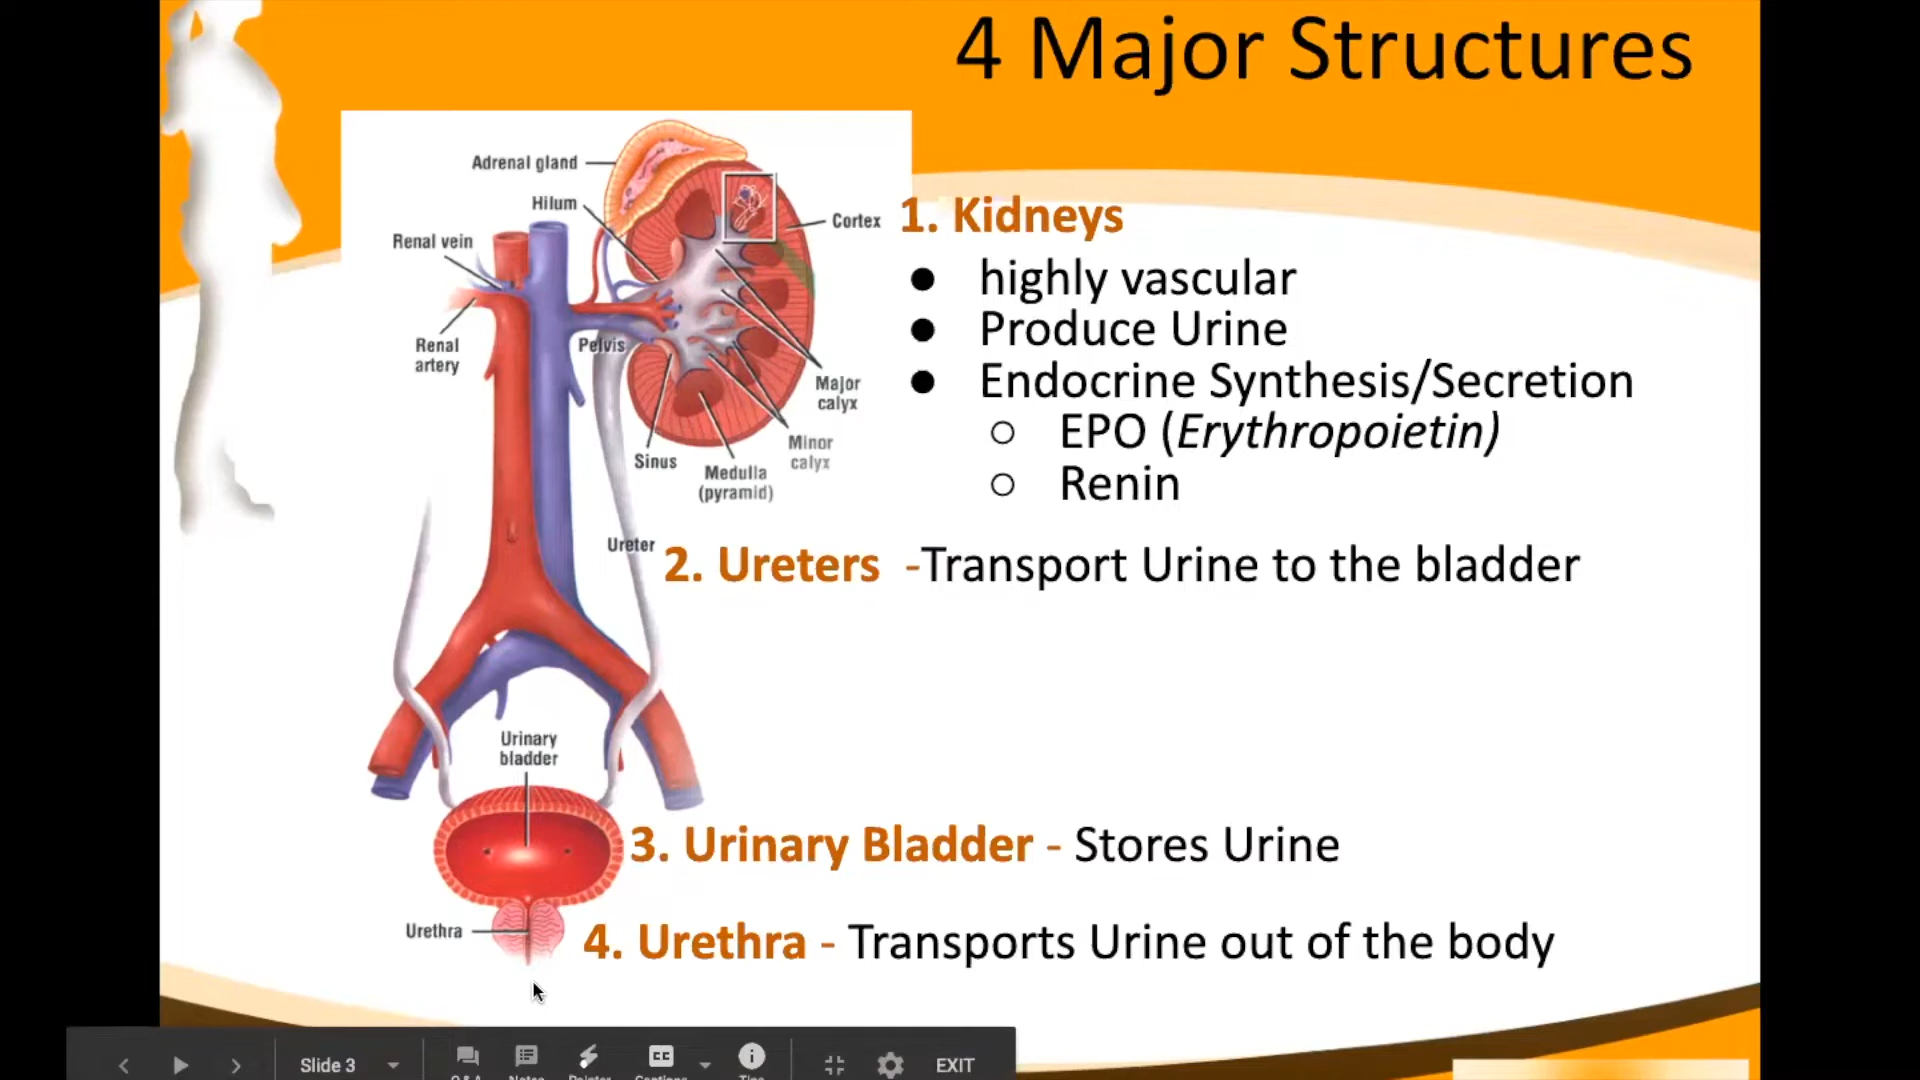 4 Major Structures
Adrenal gland
Hilum
Cortex
Renal vein
Renal
artery
Pelvis
Major
calyx
Minor
calyx
Sinus
Medulla
(pyramid)
Ureter
Urinary
bladder
Urethra
1. Kidneys
● highly vascular
● Produce Urine
● Endocrine Synthesis/Secretion
○ EPO (Erythropoietin)
○ Renin
2. Ureters -Transport Urine to the bladder
3. Urinary Bladder - Stores Urine
4. Urethra - Transports Urine out of the body
Slide 3
CC
EXIT